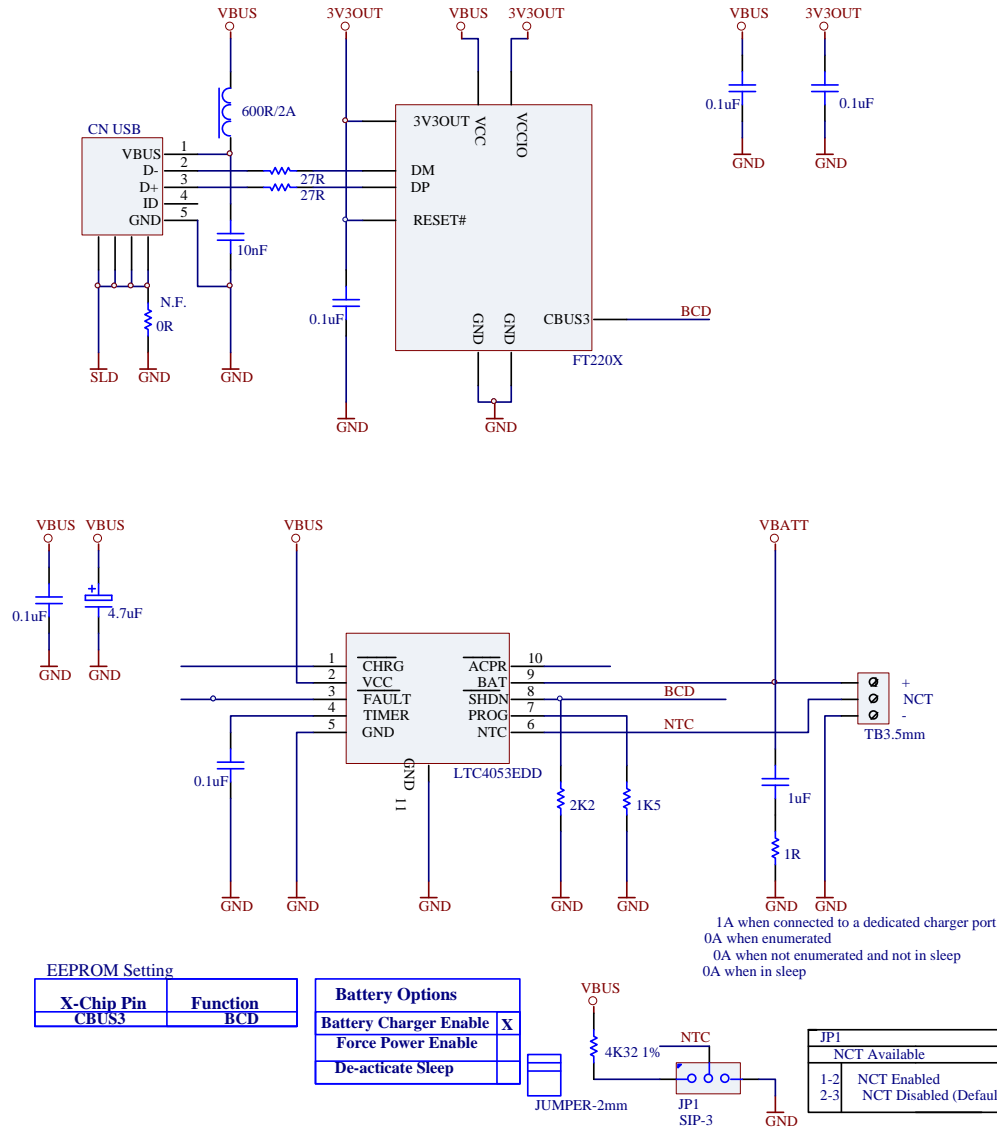 VBUS 3V3OUT VBUS 3V3OUT VBUS 3V3OUT
600R/2A
0.1uF 0.1uF
GND GND
CN USB
VBUS 1
D- 2
D+ 3
ID 4
GND 5
27R
27R
10nF
N.F.
0R
0.1uF
SLD GND GND GND
3V3OUT
VCC
VCCIO
DM
DP
RESET#
GND
GND
CBUS3 BCD
FT220X
GND
VBUS VBUS VBUS VBATT
0.1uF 4.7uF
GND GND
1 CHRG
2 VCC
3 FAULT
4 TIMER
5 GND
ACPR 10
BAT 9
SHDN 8 BCD
PROG 7
NTC 6 NTC
GND
11
LTC4053EDD
0.1uF
2K2 1K5
1uF
1R
+
NCT
-
TB3.5mm
GND GND GND GND GND GND GND
1A when connected to a dedicated charger port
0A when enumerated
0A when not enumerated and not in sleep
0A when in sleep
EEPROM Setting
X-Chip Pin Function
CBUS3 BCD
Battery Options
Battery Charger Enable X
Force Power Enable
De-acticate Sleep
JUMPER-2mm
VBUS
4K32 1%
NTC
JP1
SIP-3
GND
JP1
NCT Available
1-2 NCT Enabled
2-3 NCT Disabled (Defaul